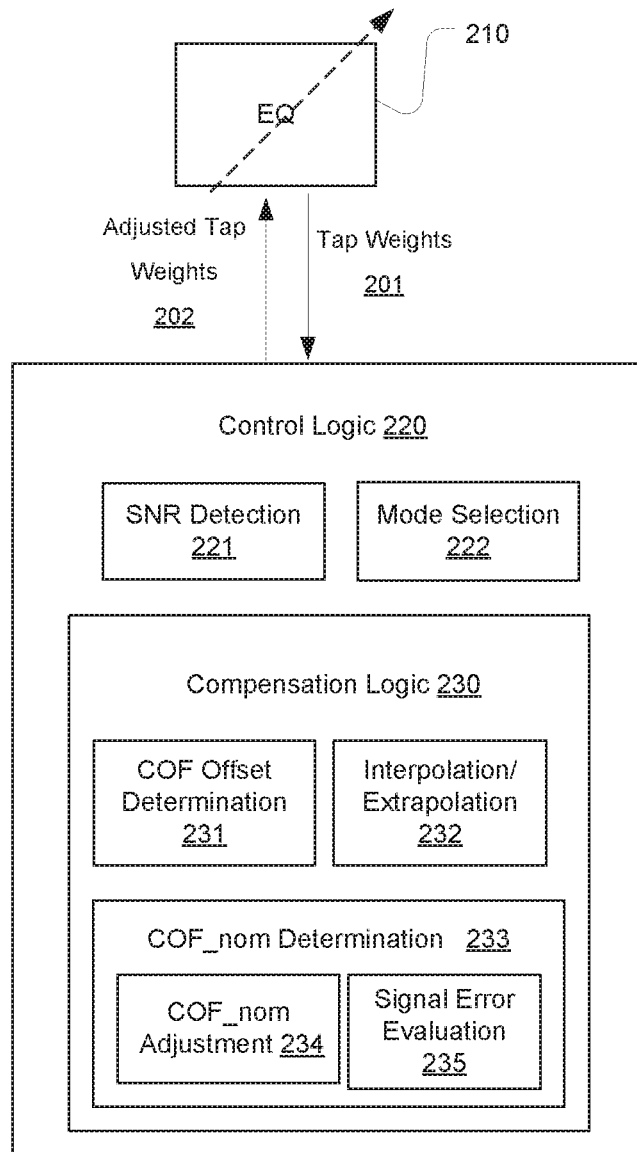 210
EQ
Adjusted Tap
Weights
202
Tap Weights
201
Control Logic 220
SNR Detection
221
Mode Selection
222
Compensation Logic 230
COF Offset
Determination
231
Interpolation/
Extrapolation
232
COF_nom Determination 233
COF_nom
Adjustment 234
Signal Error
Evaluation
235